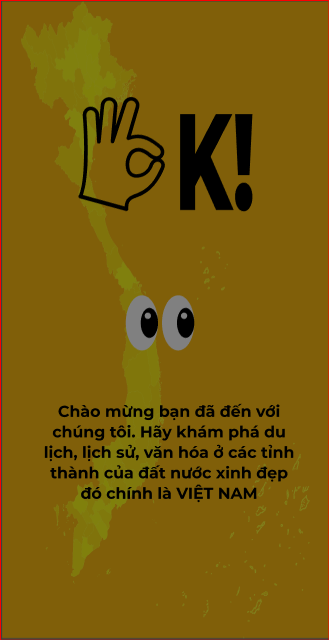 K!
Chào mừng bạn đã đến với
chúng tôi. Hãy khám phá du
lịch, lịch sử, văn hóa ở các tỉnh
thành của đất nước xinh đẹp
đó chính là VIỆT NAM